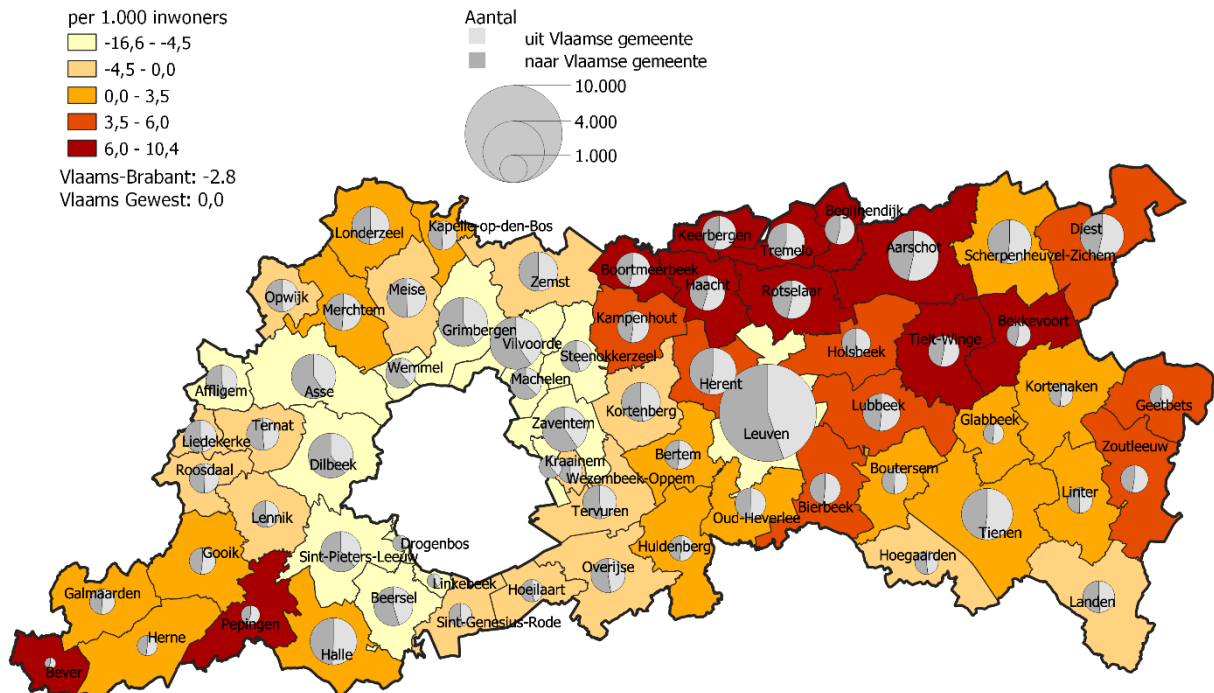 per 1.000 inwoners
-16,6 - -4,5
-4,5 - 0,0
0,0 - 3,5
3,5 - 6,0
6,0 - 10,4
Vlaams-Brabant: -2.8
Vlaams Gewest: 0,0
Aantal
uit Vlaamse gemeente
naar Vlaamse gemeente
10.000
4.000
1.000
Begijnendijk
Londerzeel
Kapelle-op-den-Bos
Keerbergen
Tremelo
Aarschot
Diest
Scherpenheuvel-Zichem
Boortmeerbeek
Zemst
Opwijk
Meise
Haacht
Rotselaar
Merchtem
Kampenhout
Grimbergen
Bekkevoort
Tielt-Winge
Vilvoorde
Steenokkerzeel
Holsbeek
Wemmel
Machelen
Herent
Affligem
Asse
Kortenaken
Geetbets
Kortenberg
Lubbeek
Glabbeek
Ternat
Zaventem
Leuven
Liedekerke
Zoutleeuw
Dilbeek
Bertem
Roosdaal
Kraainem
Boutersem
Wezembeek-Oppem
Linter
Bierbeek
Tervuren
Lennik
Oud-Heverlee
Tienen
Gooik
Sint-Pieters-Leeuw
Drogenbos
Huldenberg
Hoegaarden
Overijse
Linkebeek
Galmaarden
Beersel
Hoeilaart
Landen
Sint-Genesius-Rode
Pepingen
Herne
Halle
Bever